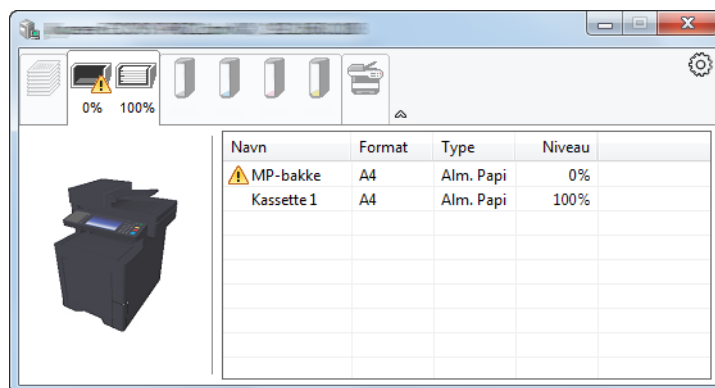 0% 100%
Navn Format Type Niveau
MP-bakke A4 Alm. Papi 0%
Kassette 1 A4 Alm. Papi 100%